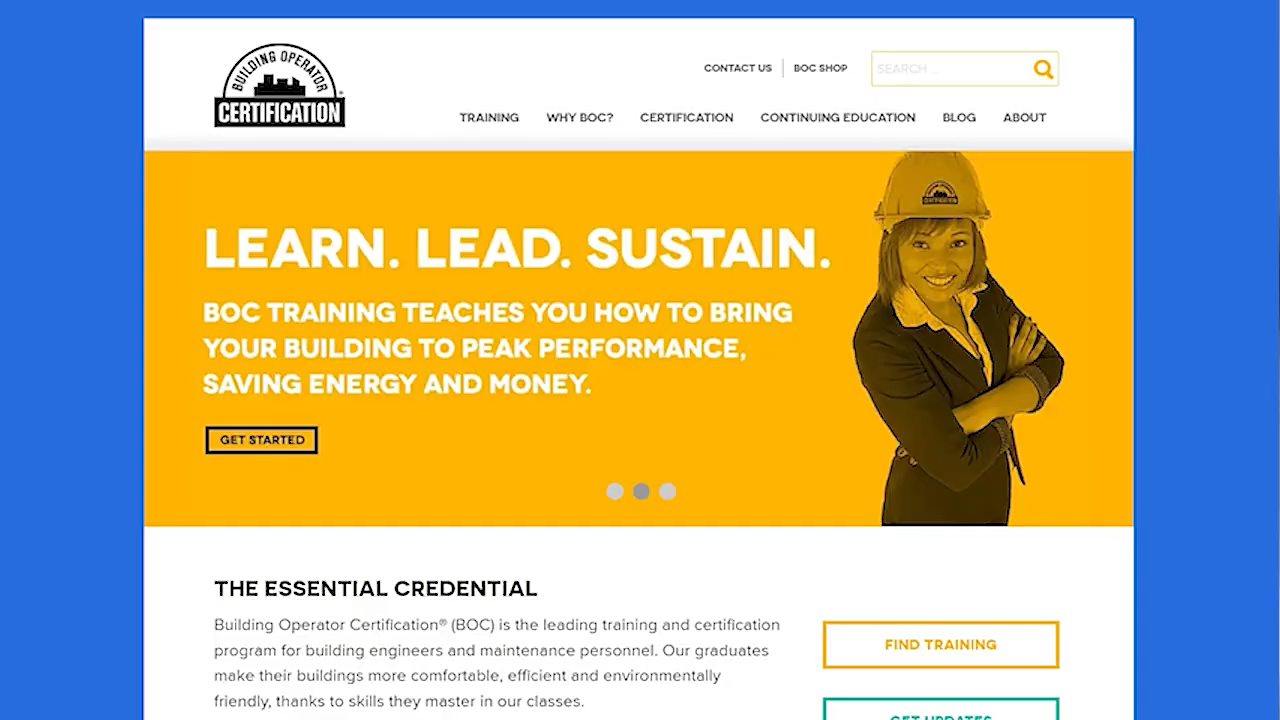 BUILDING OPERATOR
CERTIFICATION
CONTACT US
BOC SHOP
SEARCH ...
TRAINING
WHY BOC?
CERTIFICATION
CONTINUING EDUCATION
BLOG
ABOUT
LEARN. LEAD. SUSTAIN.
BOC TRAINING TEACHES YOU HOW TO BRING
YOUR BUILDING TO PEAK PERFORMANCE,
SAVING ENERGY AND MONEY.
GET STARTED
THE ESSENTIAL CREDENTIAL
Building Operator Certification® (BOC) is the leading training and certification
program for building engineers and maintenance personnel. Our graduates
make their buildings more comfortable, efficient and environmentally
friendly, thanks to skills they master in our classes.
FIND TRAINING
GET UPDATES